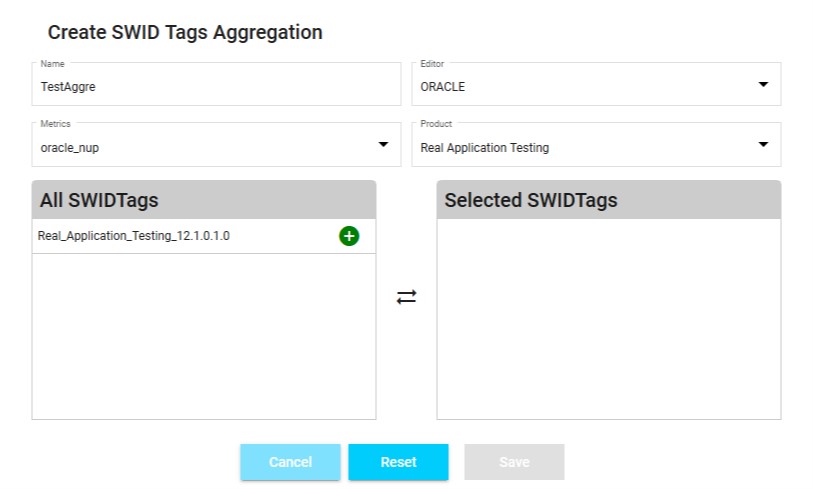 Create SWID Tags Aggregation
Name
TestAggre
Editor
ORACLE
Metrics
oracle_nup
Product
Real Application Testing
All SWIDTags
Real_Application_Testing_12.1.0.1.0
Selected SWIDTags
Cancel
Reset
Save